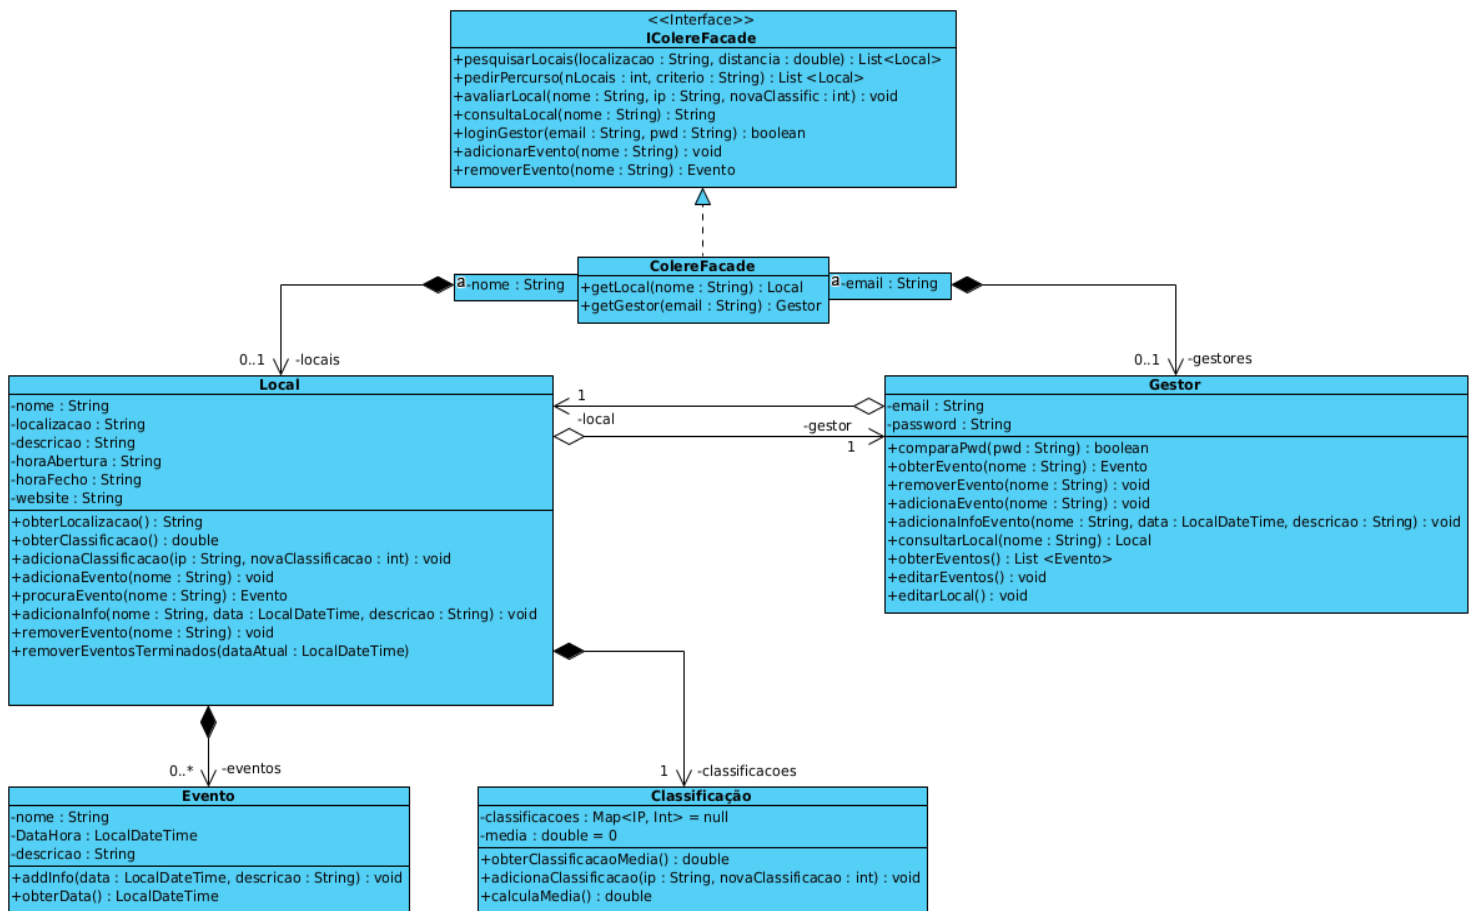 <<Interface>>
IColereFacade
+pesquisarLocais(localizacao : String, distancia : double) : List<Local>
+pedirPercurso(nLocais : int, criterio : String) : List <Local>
+avaliarLocal(nome : String, ip : String, novaClassific : int) : void
+consultaLocal(nome : String) : String
+loginGestor(email : String, pwd : String) : boolean
+adicionarEvento(nome : String) : void
+removerEvento(nome : String) : Evento
ColereFacade
+getLocal(nome : String) : Local
+getGestor(email : String) : Gestor
a -nome : String
a -email : String
0..1 -locais
0..1 -gestores
Local
-nome : String
-localizacao : String
-descricao : String
-horaAbertura : String
-horaFecho : String
-website : String
+obterLocalizacao() : String
+obterClassificacao() : double
+adicionaClassificacao(ip : String, novaClassificacao : int) : void
+adicionaEvento(nome : String) : void
+procuraEvento(nome : String) : Evento
+adicionaInfo(nome : String, data : LocalDateTime, descricao : String) : void
+removerEvento(nome : String) : void
+removerEventosTerminados(dataAtual : LocalDateTime)
1
-local
-gestor
1
Gestor
-email : String
-password : String
+comparaPwd(pwd : String) : boolean
+obterEvento(nome : String) : Evento
+removerEvento(nome : String) : void
+adicionaEvento(nome : String) : void
+adicionaInfoEvento(nome : String, data : LocalDateTime, descricao : String) : void
+consultarLocal(nome : String) : Local
+obterEventos() : List <Evento>
+editarEventos() : void
+editarLocal() : void
0..* -eventos
1 -classificacoes
Evento
-nome : String
-DataHora : LocalDateTime
-descricao : String
+addInfo(data : LocalDateTime, descricao : String) : void
+obterData() : LocalDateTime
Classificação
-classificacoes : Map<IP, Int> = null
-media : double = 0
+obterClassificacaoMedia() : double
+adicionaClassificacao(ip : String, novaClassificacao : int) : void
+calculaMedia() : double